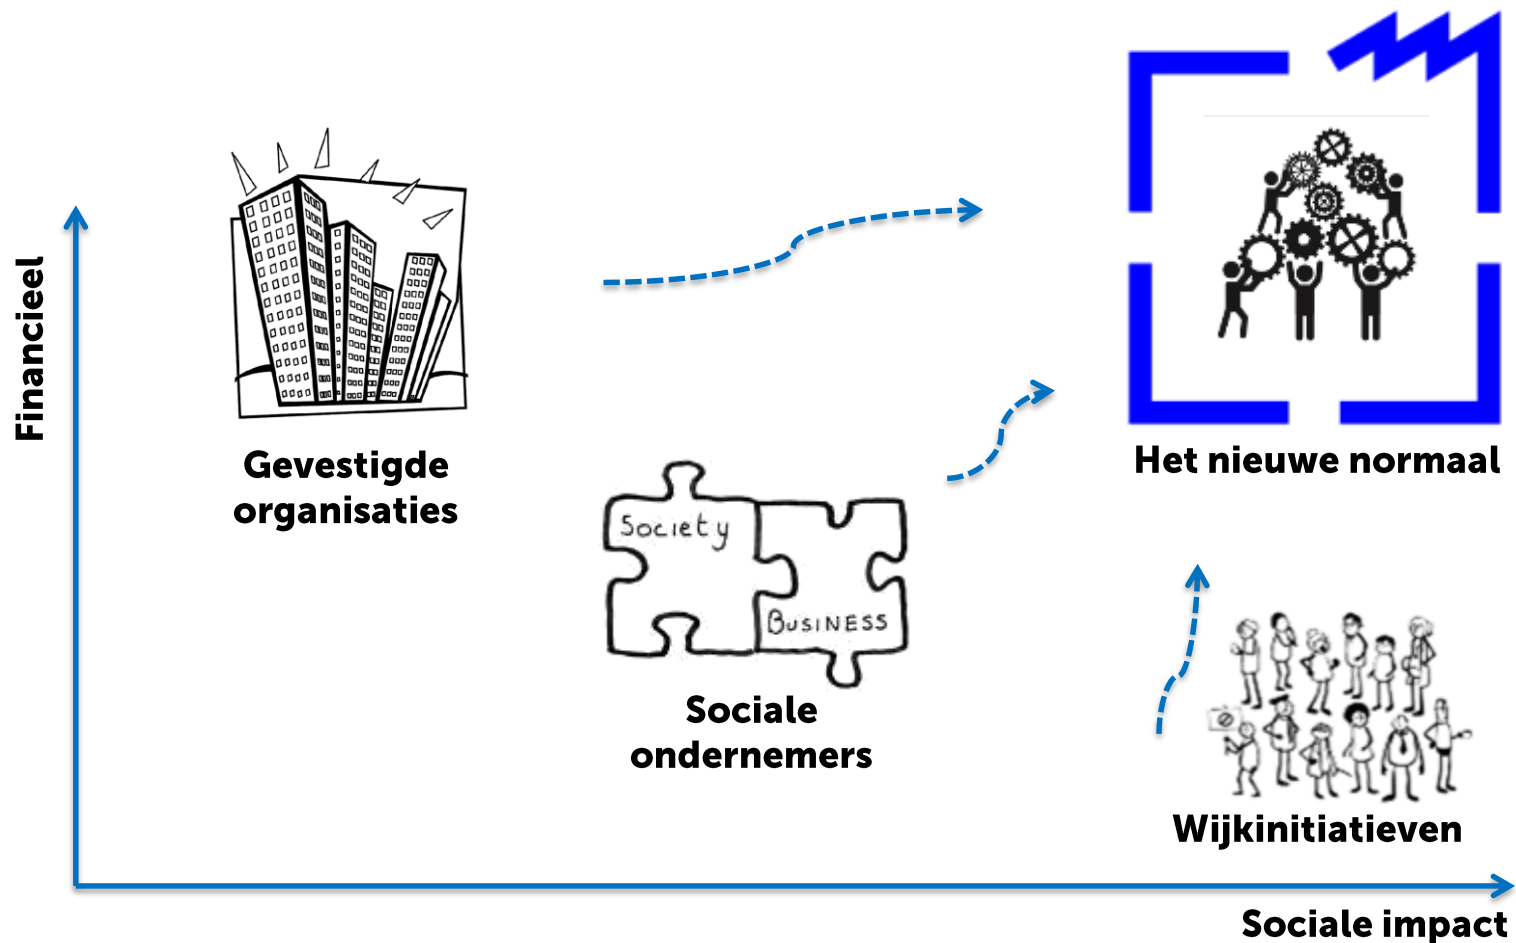 Financieel
Gevestigde
organisaties
Society
Business
Sociale
ondernemers
Het nieuwe normaal
Wijkinitiatieven
Sociale impact